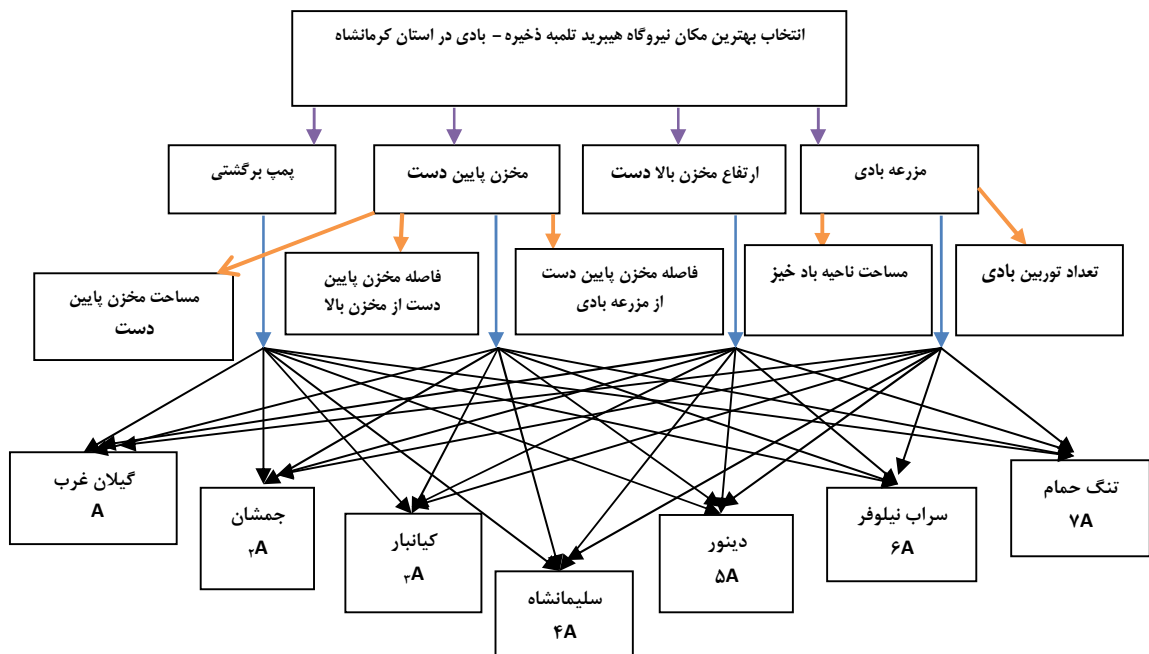 انتخاب بهترین مکان نیروگاه هیبرید تلمبه ذخیره – بادی در استان کرمانشاه
مزرعه بادی
ارتفاع مخزن بالا دست
مخزن پایین دست
پمپ برگشتی
تعداد توربین بادی
مساحت ناحیه باد خیز
فاصله مخزن پایین دست
از مزرعه بادی
فاصله مخزن پایین
دست از مخزن بالا
مساحت مخزن پایین
دست
تنگ حمام
۷A
سراب نیلوفر
۶A
دینور
۵A
سلیمانشاه
۴A
کیانبار
۳A
جمشان
۲A
گیلان غرب
A